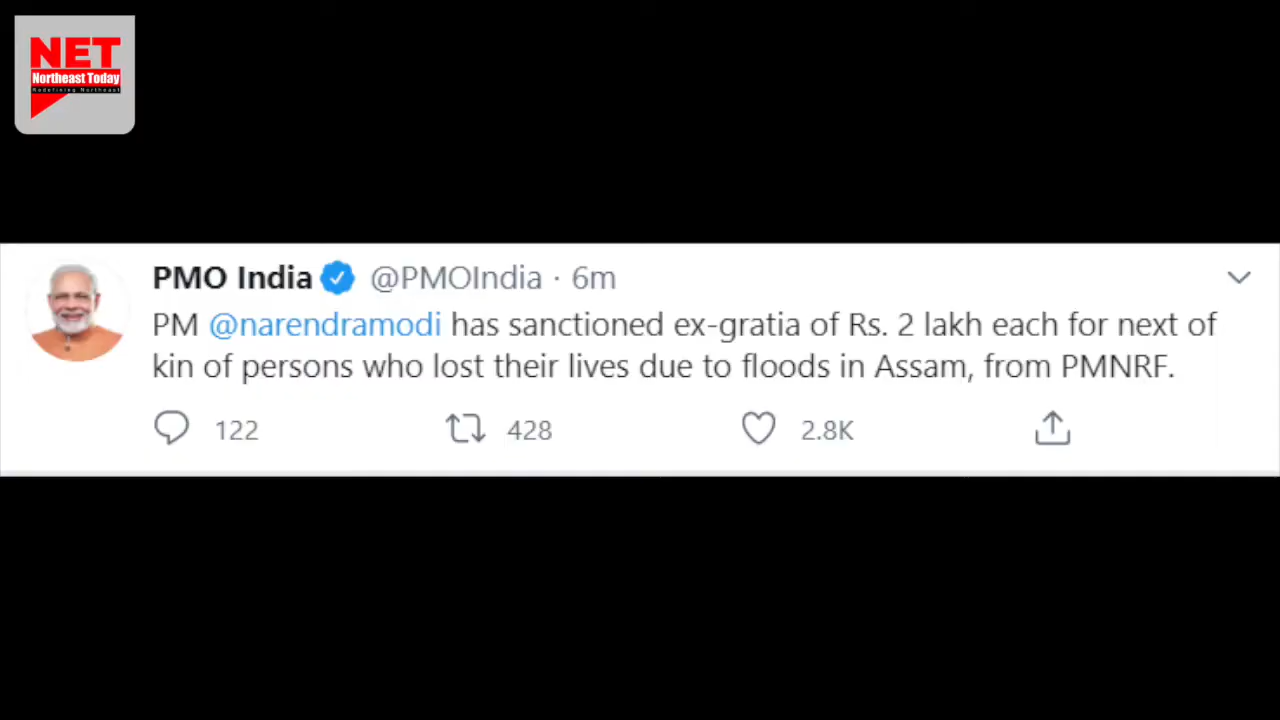 NET
Northeast Today
Redefining Northeast
PMO India @PMOIndia · 6m
PM @narendramodi has sanctioned ex-gratia of Rs. 2 lakh each for next of
kin of persons who lost their lives due to floods in Assam, from PMNRF.
122 428 2.8K